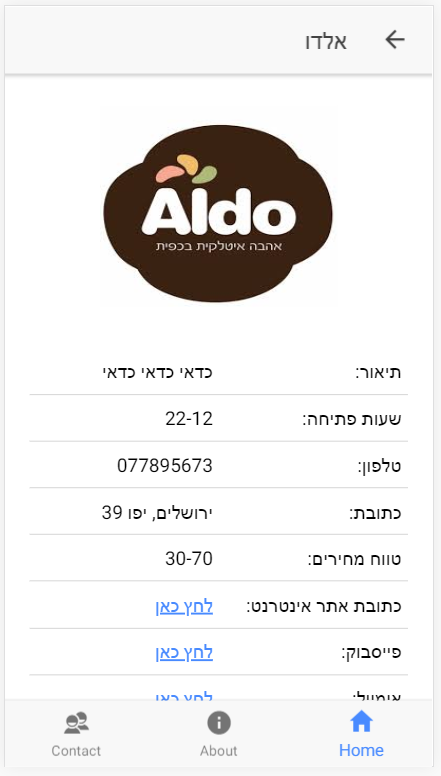 אלדו
Aldo
אהבה איטלקית בכפית
תיאור: כדאי כדאי כדאי
שעות פתיחה: 22-12
טלפון: 077895673
כתובת: ירושלים, יפו 39
טווח מחירים: 30-70
כתובת אתר אינטרנט: לחץ כאן
פייסבוק: לחץ כאן
אימייל: לחץ כאן
Contact About Home